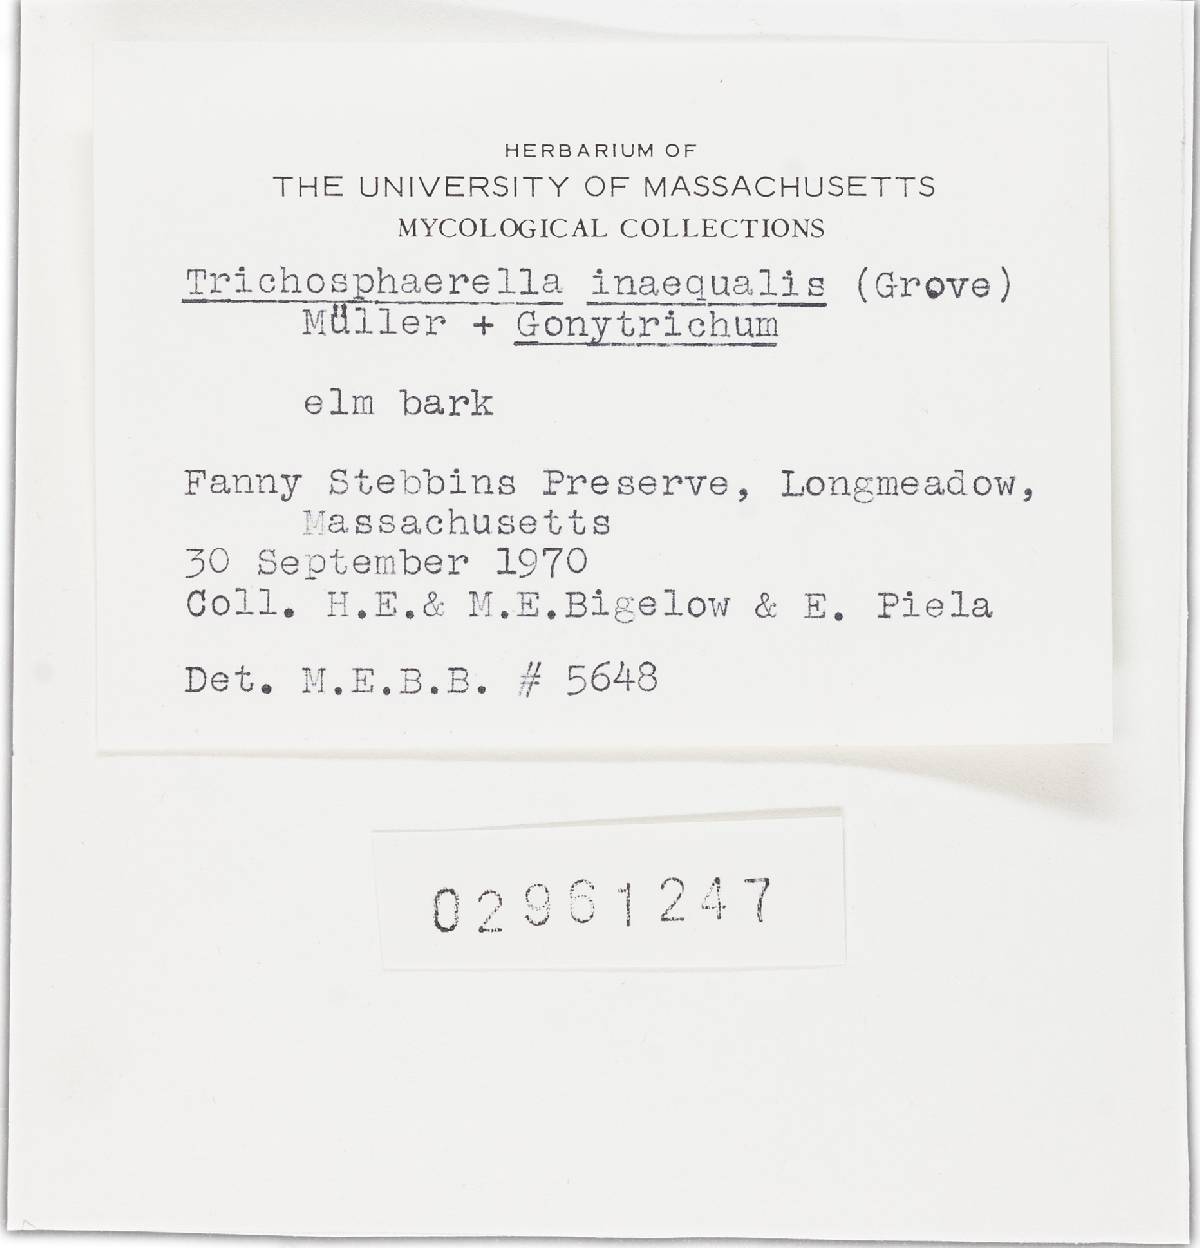 HERBARIUM OF
THE UNIVERSITY OF MASSACHUSETTS
MYCOLOGICAL COLLECTIONS
Trichosphaerella inaequalis (Grove)
Müller + Gonytrichum
elm bark
Fanny Stebbins Preserve, Longmeadow,
Massachusetts
30 September 1970
Coll. H.E.& M.E.Bigelow & E. Piela
Det. M.E.B.B. # 5648
02961247